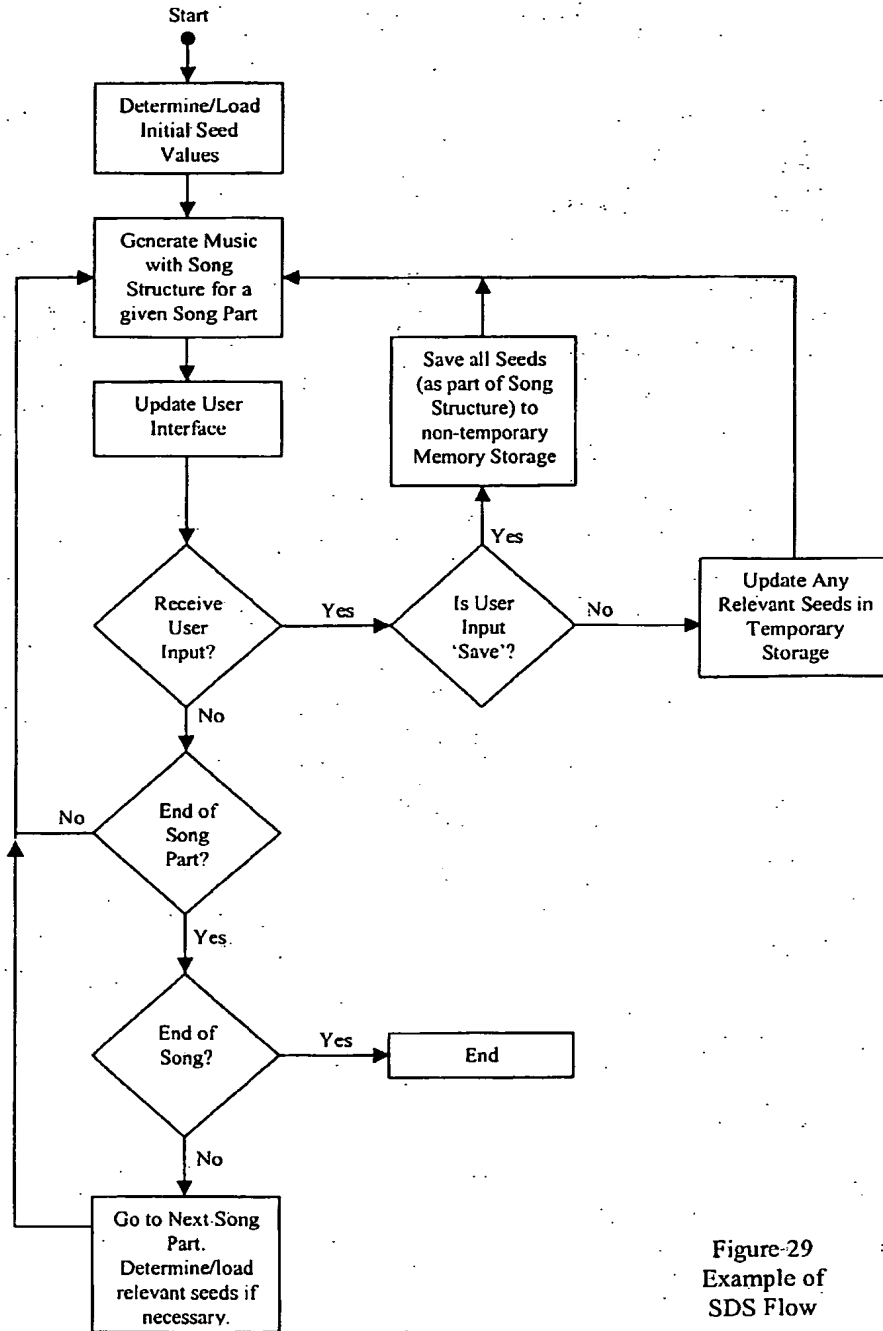 Start
Determine/Load
Initial Seed
Values
Generate Music
with Song
Structure for a
given Song Part
Update User
Interface
Save all Seeds
(as part of Song
Structure) to
non-temporary
Memory Storage
Yes
Receive
User
Input?
Yes
Is User
Input
‘Save’?
No
Update Any
Relevant Seeds in
Temporary
Storage
No
End of
Song
Part?
No
Yes
End of
Song?
Yes
End
No
Go to Next Song
Part.
Determine/load
relevant seeds if
necessary.
Figure 29
Example of
SDS Flow